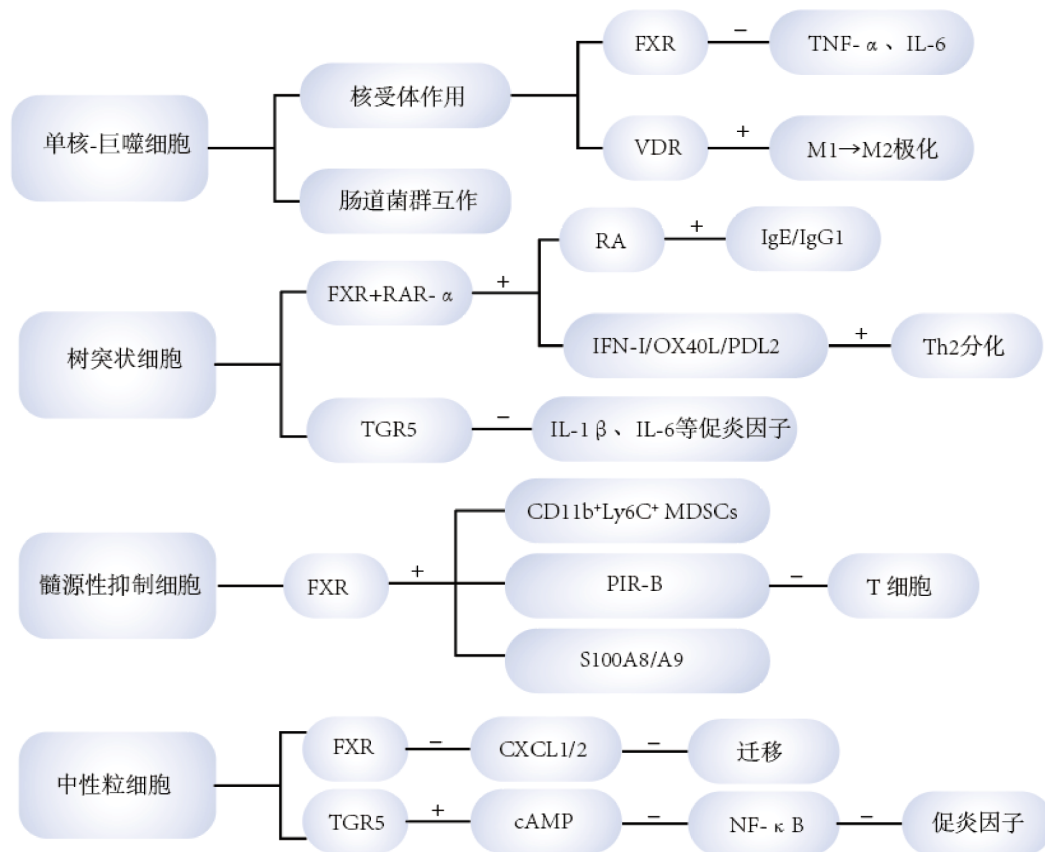 FXR
−
TNF- α 、IL-6
核受体作用
单核-巨噬细胞
VDR
+
M1→M2极化
肠道菌群互作
RA
+
IgE/IgG1
FXR+RAR- α
+
树突状细胞
IFN-I/OX40L/PDL2
+
Th2分化
TGR5
−
IL-1 β 、IL-6等促炎因子
CD11b⁺Ly6C⁺ MDSCs
髓源性抑制细胞
FXR
+
PIR-B
−
T 细胞
S100A8/A9
FXR
−
CXCL1/2
−
迁移
中性粒细胞
TGR5
+
cAMP
−
NF- κ B
−
促炎因子